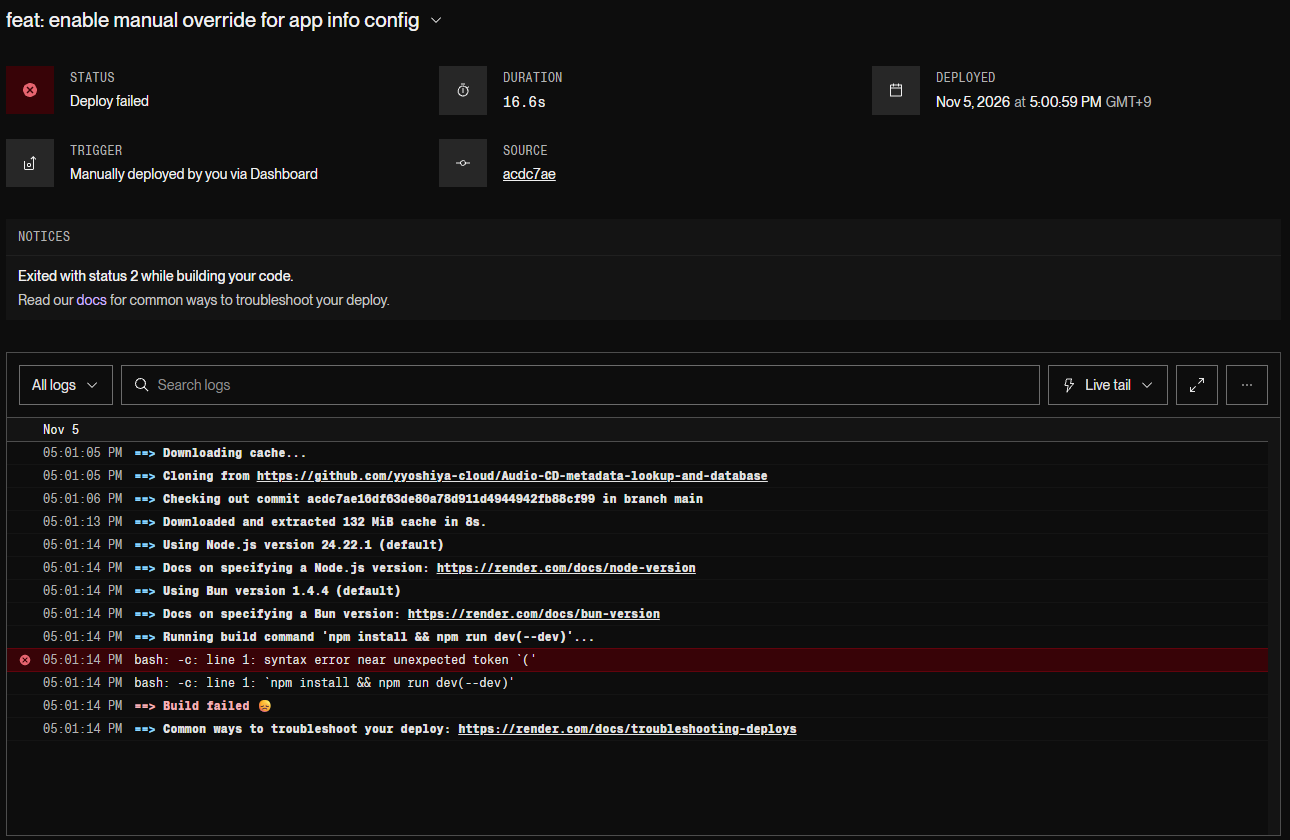 feat: enable manual override for app info config
STATUS
Deploy failed
DURATION
16.6s
DEPLOYED
Nov 5, 2026 at 5:00:59 PM GMT+9
TRIGGER
Manually deployed by you via Dashboard
SOURCE
acdc7ae
NOTICES
Exited with status 2 while building your code.
Read our docs for common ways to troubleshoot your deploy.
All logs
Search logs
Live tail
Nov 5
05:01:05 PM ==> Downloading cache...
05:01:05 PM ==> Cloning from https://github.com/yyoshiya-cloud/Audio-CD-metadata-lookup-and-database
05:01:06 PM ==> Checking out commit acdc7ae16df63de80a78d911d4944942fb88cf99 in branch main
05:01:13 PM ==> Downloaded and extracted 132 MiB cache in 8s.
05:01:14 PM ==> Using Node.js version 24.22.1 (default)
05:01:14 PM ==> Docs on specifying a Node.js version: https://render.com/docs/node-version
05:01:14 PM ==> Using Bun version 1.4.4 (default)
05:01:14 PM ==> Docs on specifying a Bun version: https://render.com/docs/bun-version
05:01:14 PM ==> Running build command 'npm install && npm run dev(--dev)'...
05:01:14 PM bash: -c: line 1: syntax error near unexpected token `('
05:01:14 PM bash: -c: line 1: `npm install && npm run dev(--dev)'
05:01:14 PM ==> Build failed 😞
05:01:14 PM ==> Common ways to troubleshoot your deploy: https://render.com/docs/troubleshooting-deploys